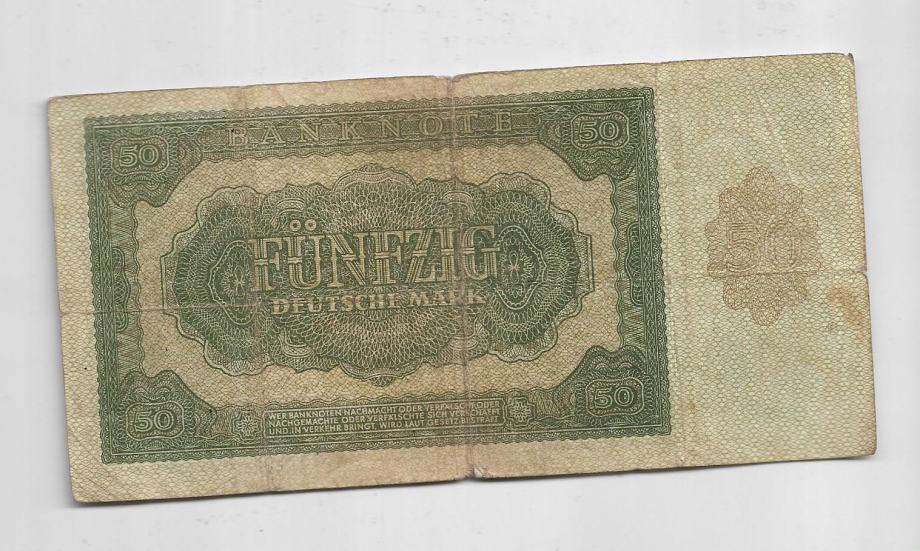 BANKNOTE
50
50
FÜNFZIG
50
DEUTSCHE MARK
50
50
WER BANKNOTEN NACHMACHT ODER VERFÄLSCHT ODER
NACHGEMACHTE ODER VERFÄLSCHTE SICH VERSCHAFFT
UND IN VERKEHR BRINGT, WIRD LAUT GESETZ BESTRAFT